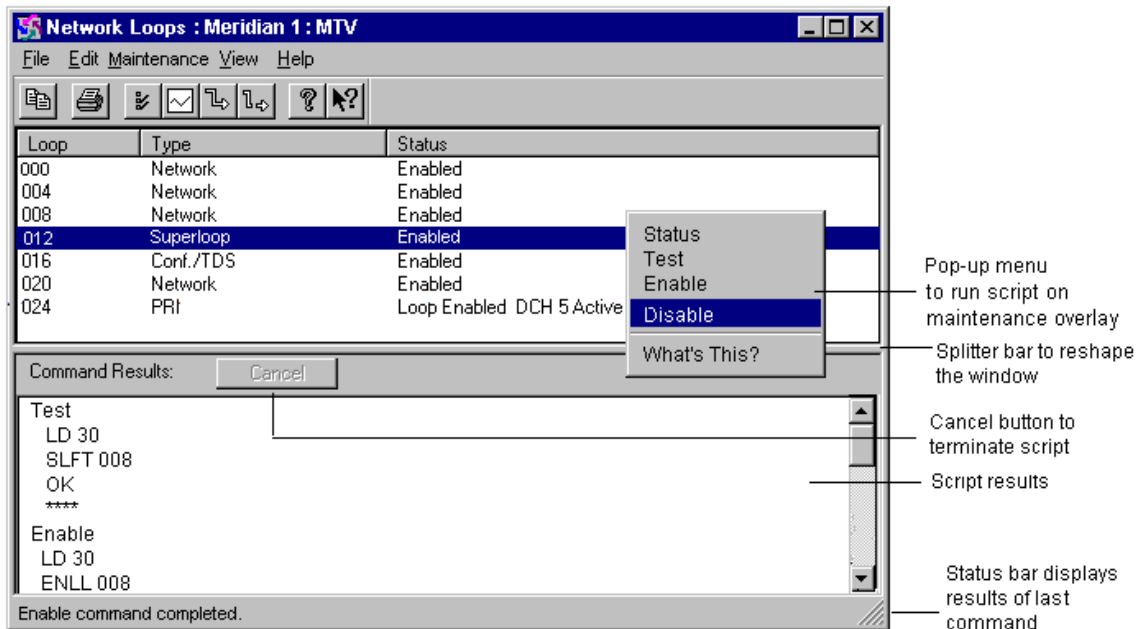 Network Loops : Meridian 1 : MTV
File Edit Maintenance View Help
Loop Type Status
000 Network Enabled
004 Network Enabled
008 Network Enabled
012 Superloop Enabled
016 Conf./TDS Enabled
020 Network Enabled
024 PRI Loop Enabled DCH 5 Active
Status
Test
Enable
Disable
What's This?
Command Results: Cancel
Test
LD 30
SLFT 008
OK
****
Enable
LD 30
ENLL 008
Enable command completed.
Pop-up menu
to run script on
maintenance overlay
Splitter bar to reshape
the window
Cancel button to
terminate script
Script results
Status bar displays
results of last
command